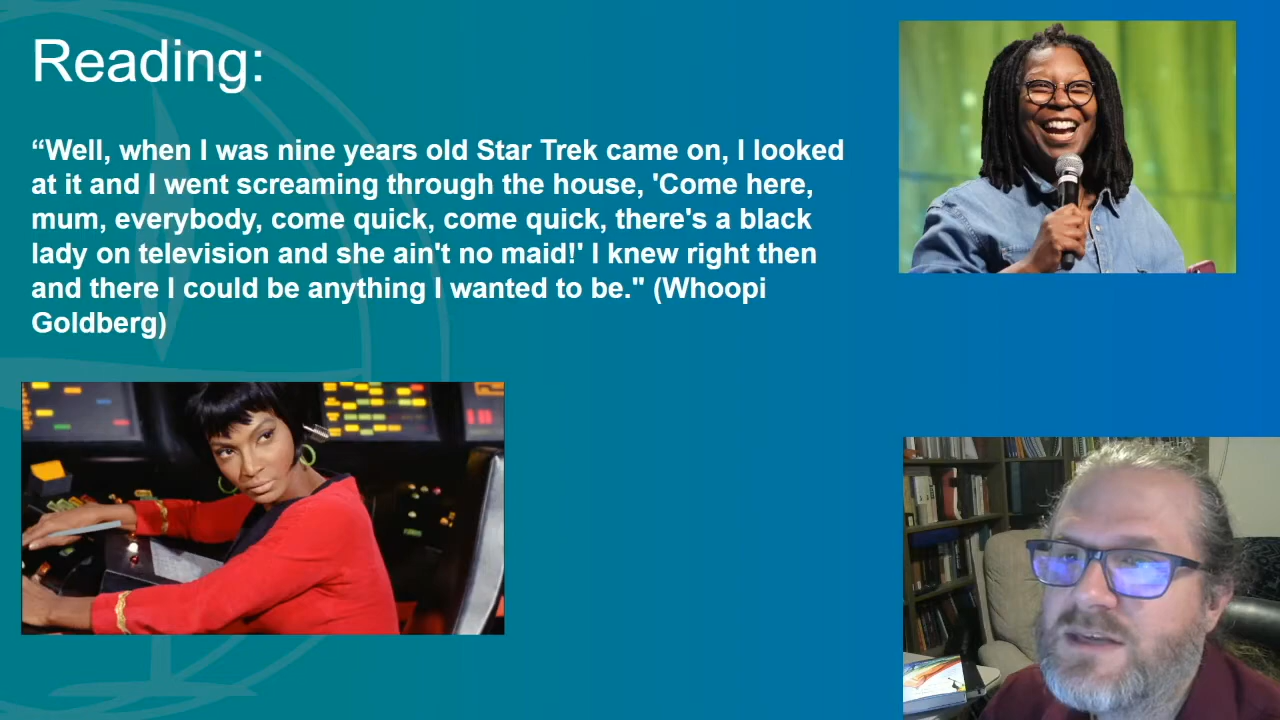 Reading:
“Well, when I was nine years old Star Trek came on, I looked
at it and I went screaming through the house, 'Come here,
mum, everybody, come quick, come quick, there's a black
lady on television and she ain't no maid!' I knew right then
and there I could be anything I wanted to be." (Whoopi
Goldberg)